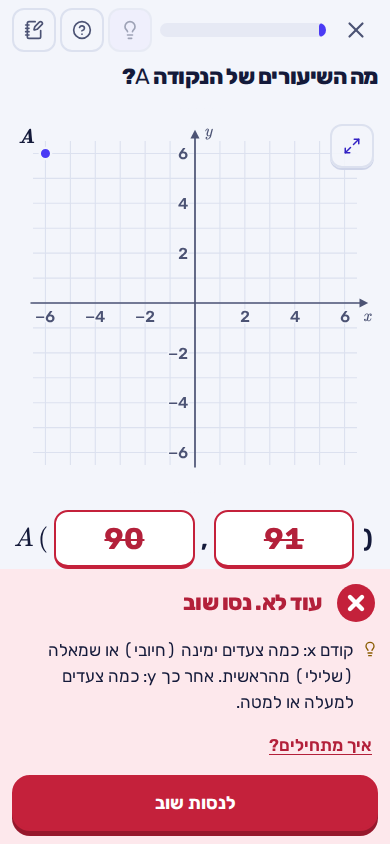 מה השיעורים של הנקודה A?
A
y
6
4
2
−6 −4 −2 2 4 6 x
−2
−4
−6
A ( 90 , 91 )
עוד לא. נסו שוב
קודם x: כמה צעדים ימינה (חיובי) או שמאלה
(שלילי) מהראשית. אחר כך y: כמה צעדים
למעלה או למטה.
איך מתחילים?
לנסות שוב